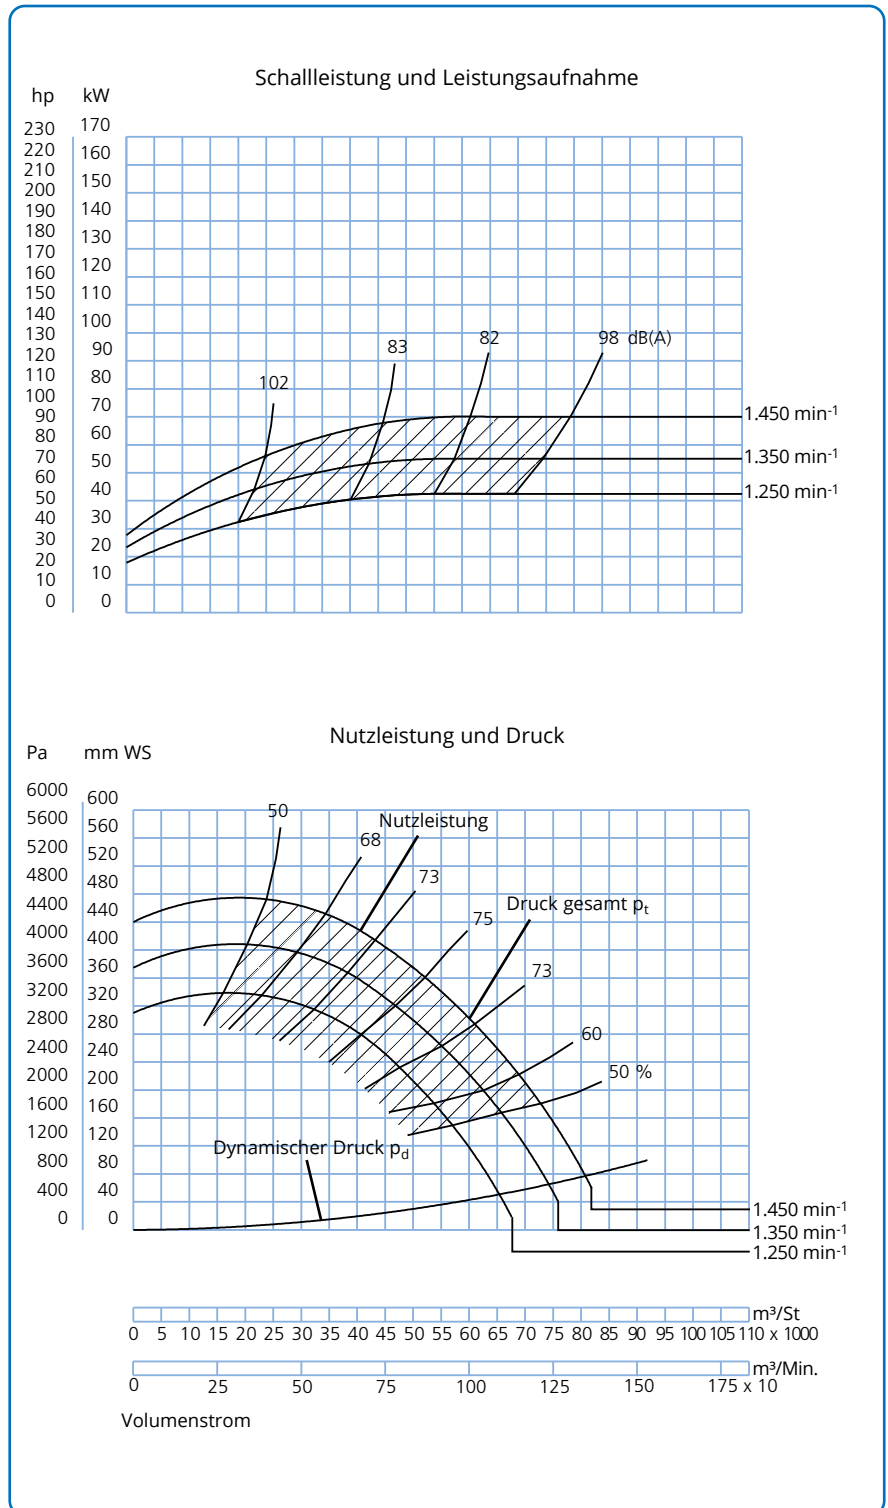 Schallleistung und Leistungsaufnahme
hp kW
230 170
220 160
210 150
200 140
190 130
180 120
170 110
160 100
150 90
140 80
130 70
120 60
110 50
100 40
90 30
80 20
70 10
60 0
50
40
30
20
10
0
102
83
82
98 dB(A)
1.450 min-1
1.350 min-1
1.250 min-1
Nutzleistung und Druck
Pa mm WS
6000 600
5600 560
5200 520
4800 480
4400 440
4000 400
3600 360
3200 320
2800 280
2400 240
2000 200
1600 160
1200 120
800 80
400 40
0 0
50
Nutzleistung
68
73
Druck gesamt pt
75
73
60
50 %
Dynamischer Druck pd
1.450 min-1
1.350 min-1
1.250 min-1
m³/St
0 5 10 15 20 25 30 35 40 45 50 55 60 65 70 75 80 85 90 95 100 105 110 x 1000
m³/Min.
0 25 50 75 100 125 150 175 x 10
Volumenstrom